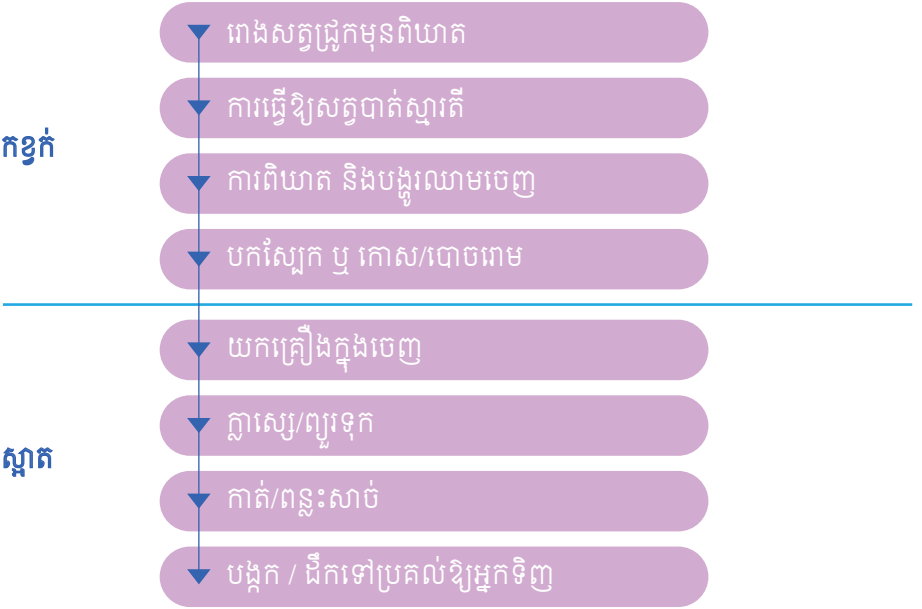 រោងសត្វជ្រូកមុនពិឃាត
ការធ្វើឱ្យសត្វបាត់ស្មារតី
កខ្វក់
ការពិឃាត និងបង្ហូរឈាមចេញ
បកស្បែក ឬ កោស/បោចរោម
យកគ្រឿងក្នុងចេញ
ក្លាស្សេ/ព្យួរទុក
ស្អាត
កាត់/ពន្លះសាច់
បង្កក / ដឹកទៅប្រគល់ឱ្យអ្នកទិញ